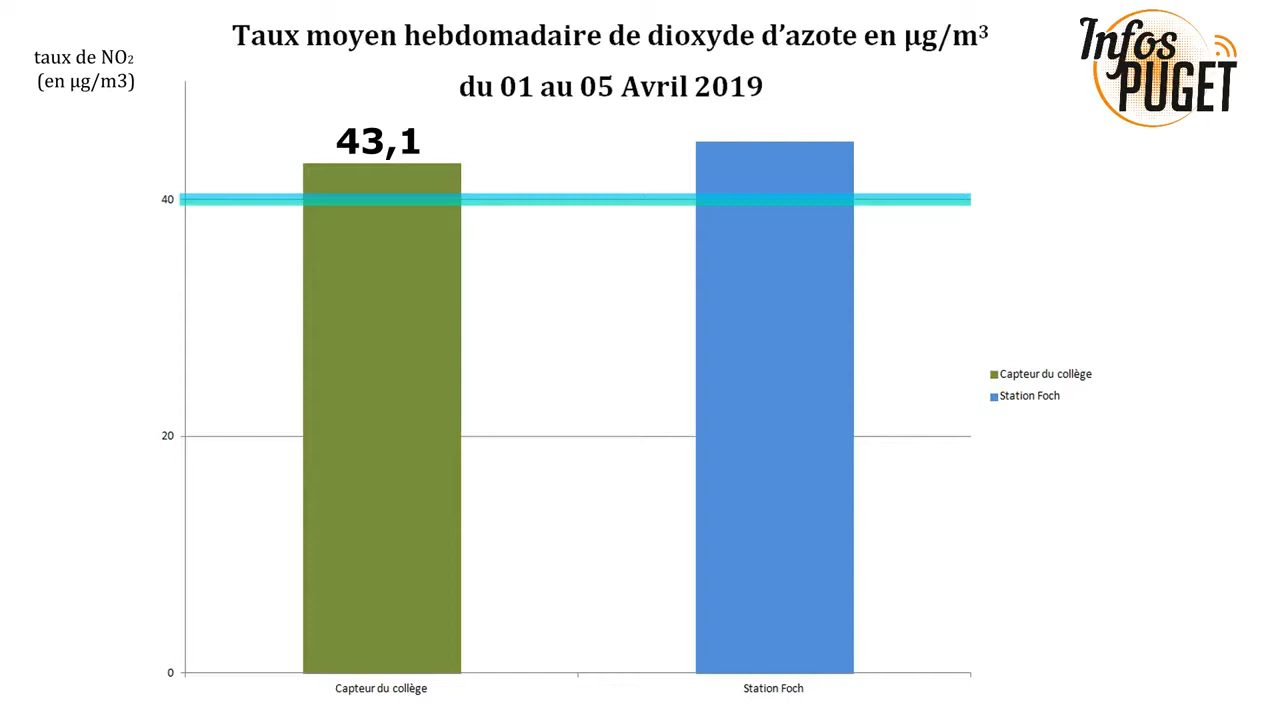 Taux moyen hebdomadaire de dioxyde d’azote en µg/m³
du 01 au 05 Avril 2019
taux de NO₂
(en µg/m3)
Infos
PUGET
43,1
40
20
0
Capteur du collège
Station Foch
Capteur du collège
Station Foch